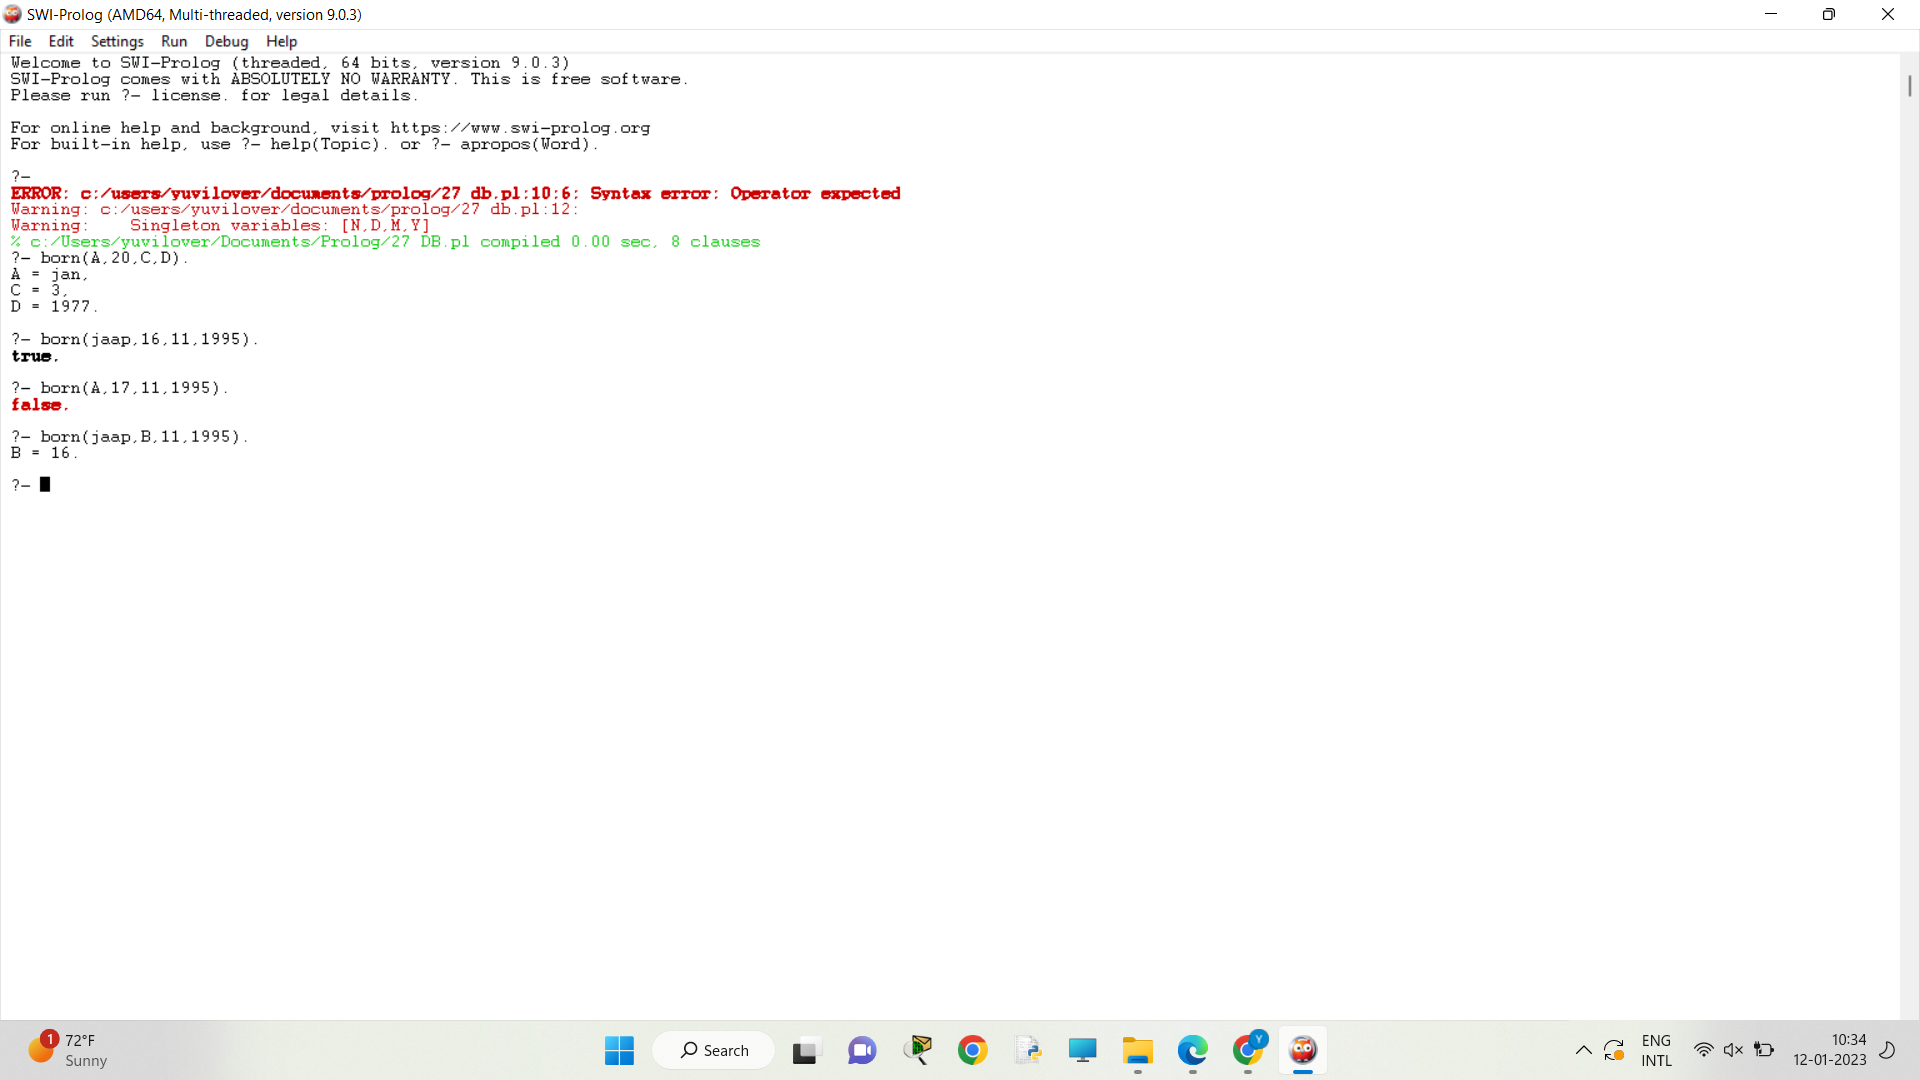 SWI-Prolog (AMD64, Multi-threaded, version 9.0.3)
File Edit Settings Run Debug Help
Welcome to SWI-Prolog (threaded, 64 bits, version 9.0.3)
SWI-Prolog comes with ABSOLUTELY NO WARRANTY. This is free software.
Please run ?- license. for legal details.
For online help and background, visit https://www.swi-prolog.org
For built-in help, use ?- help(Topic). or ?- apropos(Word).
?-
ERROR: c:/users/yuvilover/documents/prolog/27 db.pl:10:6: Syntax error: Operator expected
Warning: c:/users/yuvilover/documents/prolog/27 db.pl:12:
Warning:    Singleton variables: [N,D,M,Y]
% c:/Users/yuvilover/Documents/Prolog/27 DB.pl compiled 0.00 sec, 8 clauses
?- born(A,20,C,D).
A = jan,
C = 3,
D = 1977.
?- born(jaap,16,11,1995).
true.
?- born(A,17,11,1995).
false.
?- born(jaap,B,11,1995).
B = 16.
?-
1
72°F
Sunny
Search
Y
ENG
INTL
10:34
12-01-2023